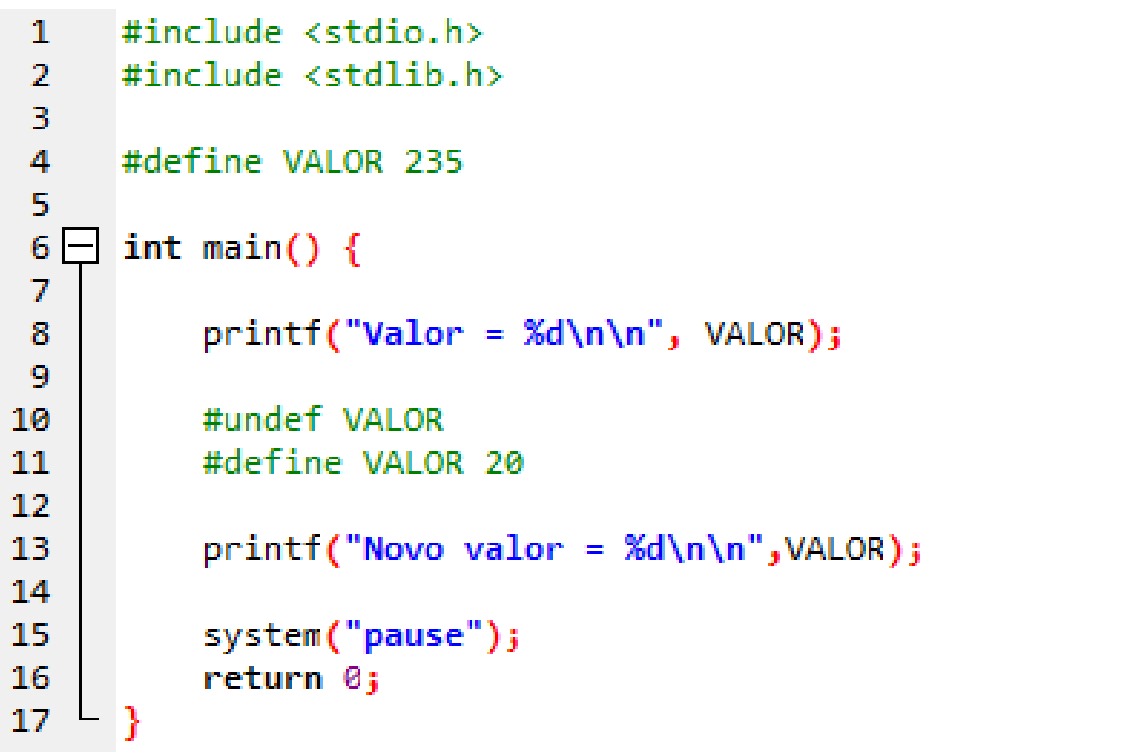 1 #include <stdio.h>
2 #include <stdlib.h>
3
4 #define VALOR 235
5
6 int main() {
7
8 printf("Valor = %d\n\n", VALOR);
9
10 #undef VALOR
11 #define VALOR 20
12
13 printf("Novo valor = %d\n\n",VALOR);
14
15 system("pause");
16 return 0;
17 }